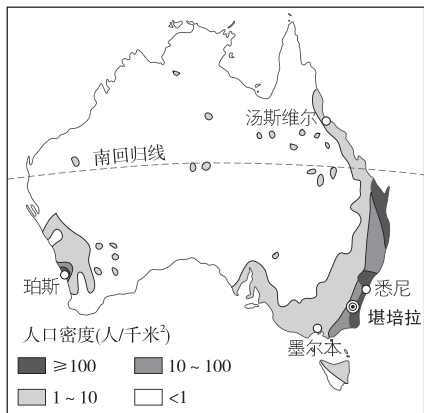 汤斯维尔
南回归线
珀斯
悉尼
堪培拉
墨尔本
人口密度(人/千米²)
≥100
10~100
1~10
<1